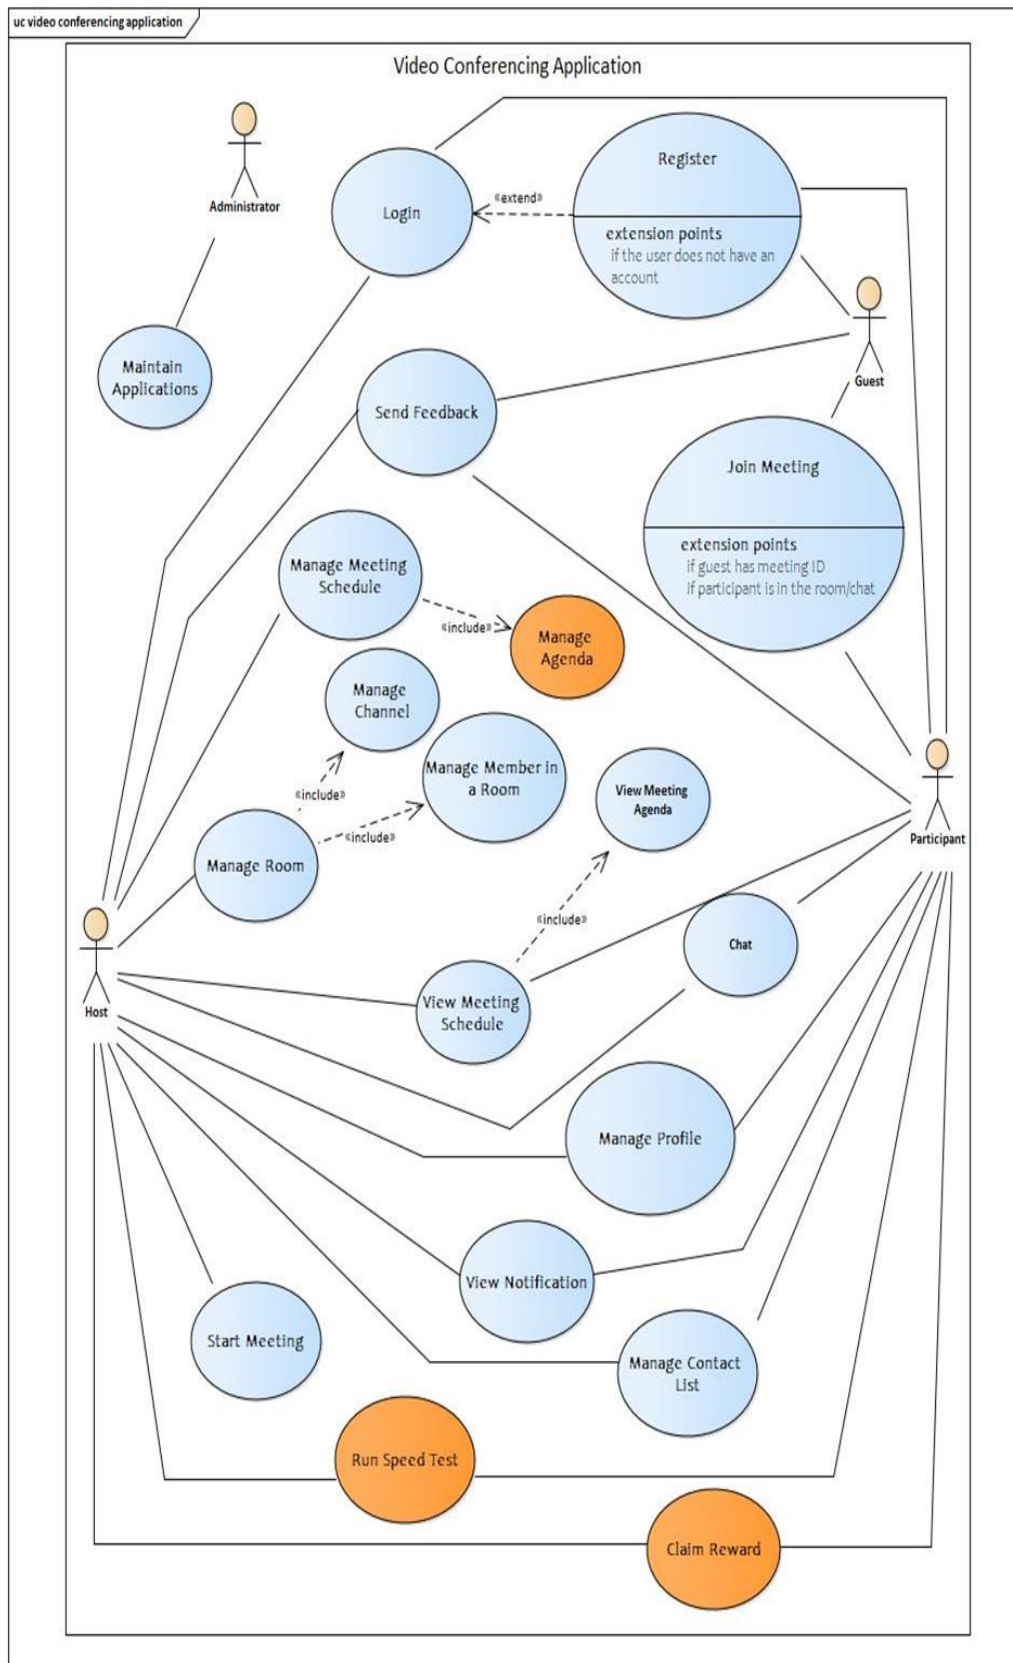 uc video conferencing application
Video Conferencing Application
Administrator
Login
«extend»
Register
extension points
if the user does not have an
account
Guest
Maintain
Applications
Send Feedback
Join Meeting
extension points
if guest has meeting ID
if participant is in the room/chat
Manage Meeting
Schedule
«include»
Manage
Agenda
Manage
Channel
«include»
Manage Member in
a Room
«include»
View Meeting
Agenda
Participant
Manage Room
«include»
Chat
Host
View Meeting
Schedule
Manage Profile
View Notification
Start Meeting
Manage Contact
List
Run Speed Test
Claim Reward